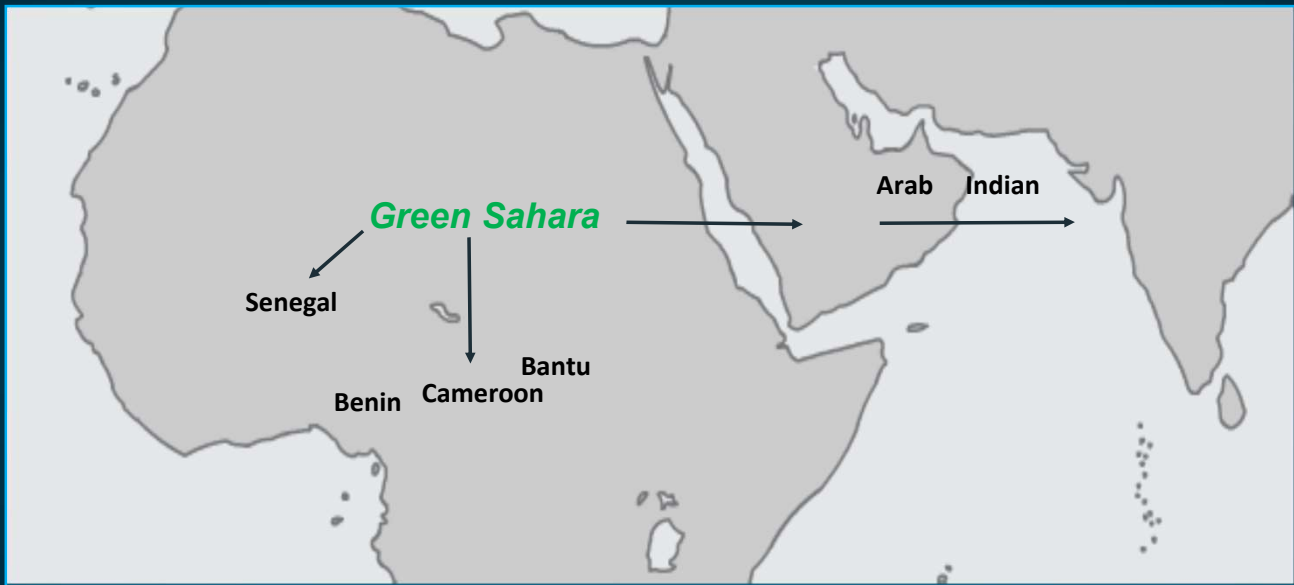 Arab Indian
Green Sahara
Senegal
Bantu
Cameroon
Benin